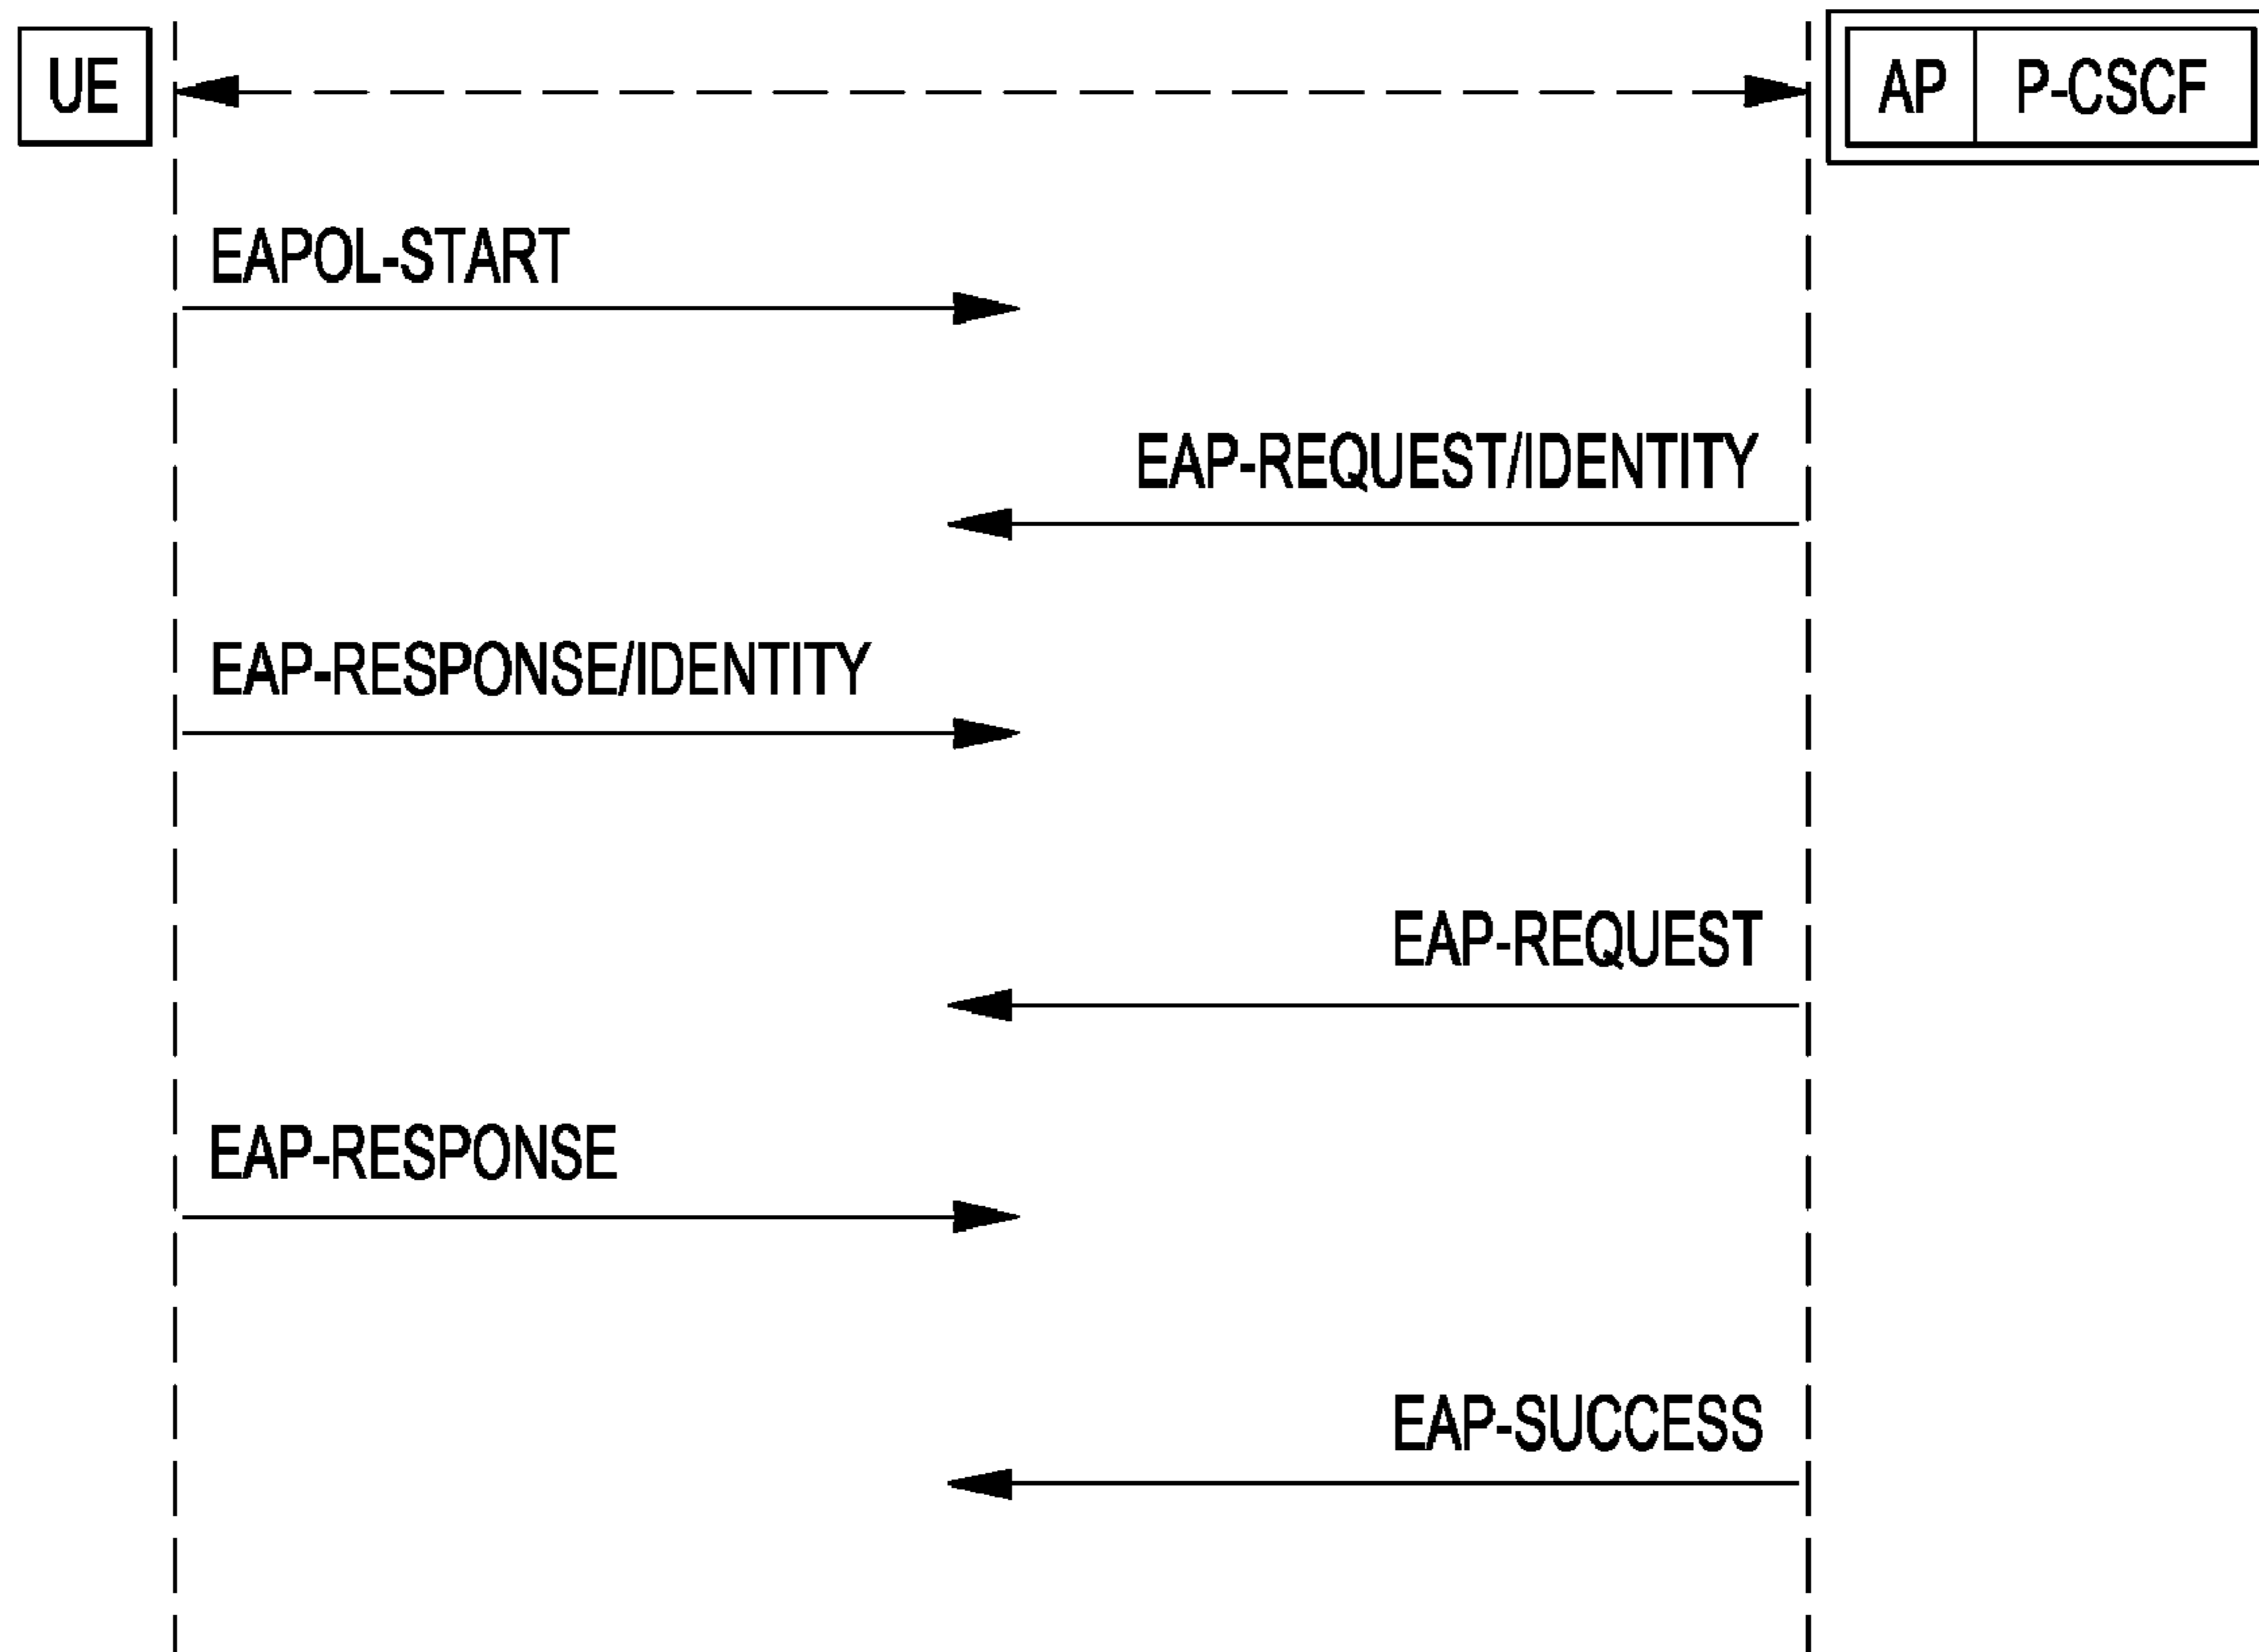 UE
AP P-CSCF
EAPOL-START
EAP-REQUEST/IDENTITY
EAP-RESPONSE/IDENTITY
EAP-REQUEST
EAP-RESPONSE
EAP-SUCCESS